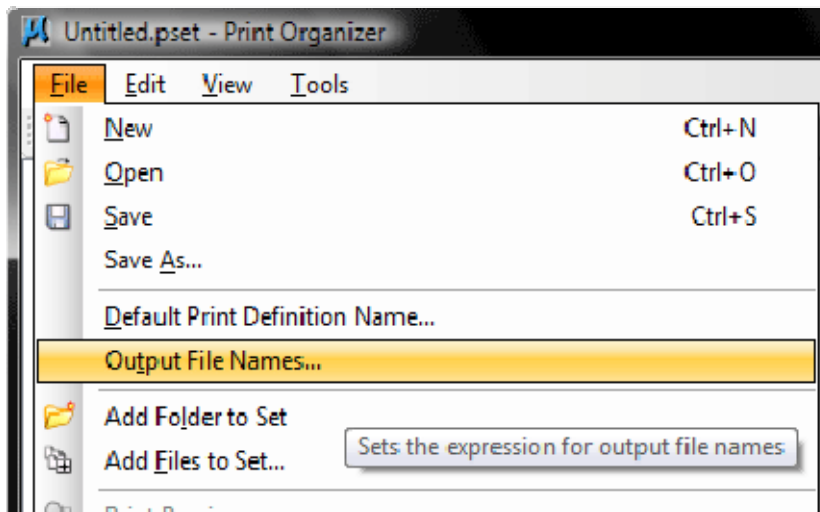 Untitled.pset - Print Organizer
File Edit View Tools
New Ctrl+N
Open Ctrl+O
Save Ctrl+S
Save As...
Default Print Definition Name...
Output File Names...
Add Folder to Set
Sets the expression for output file names
Add Files to Set...